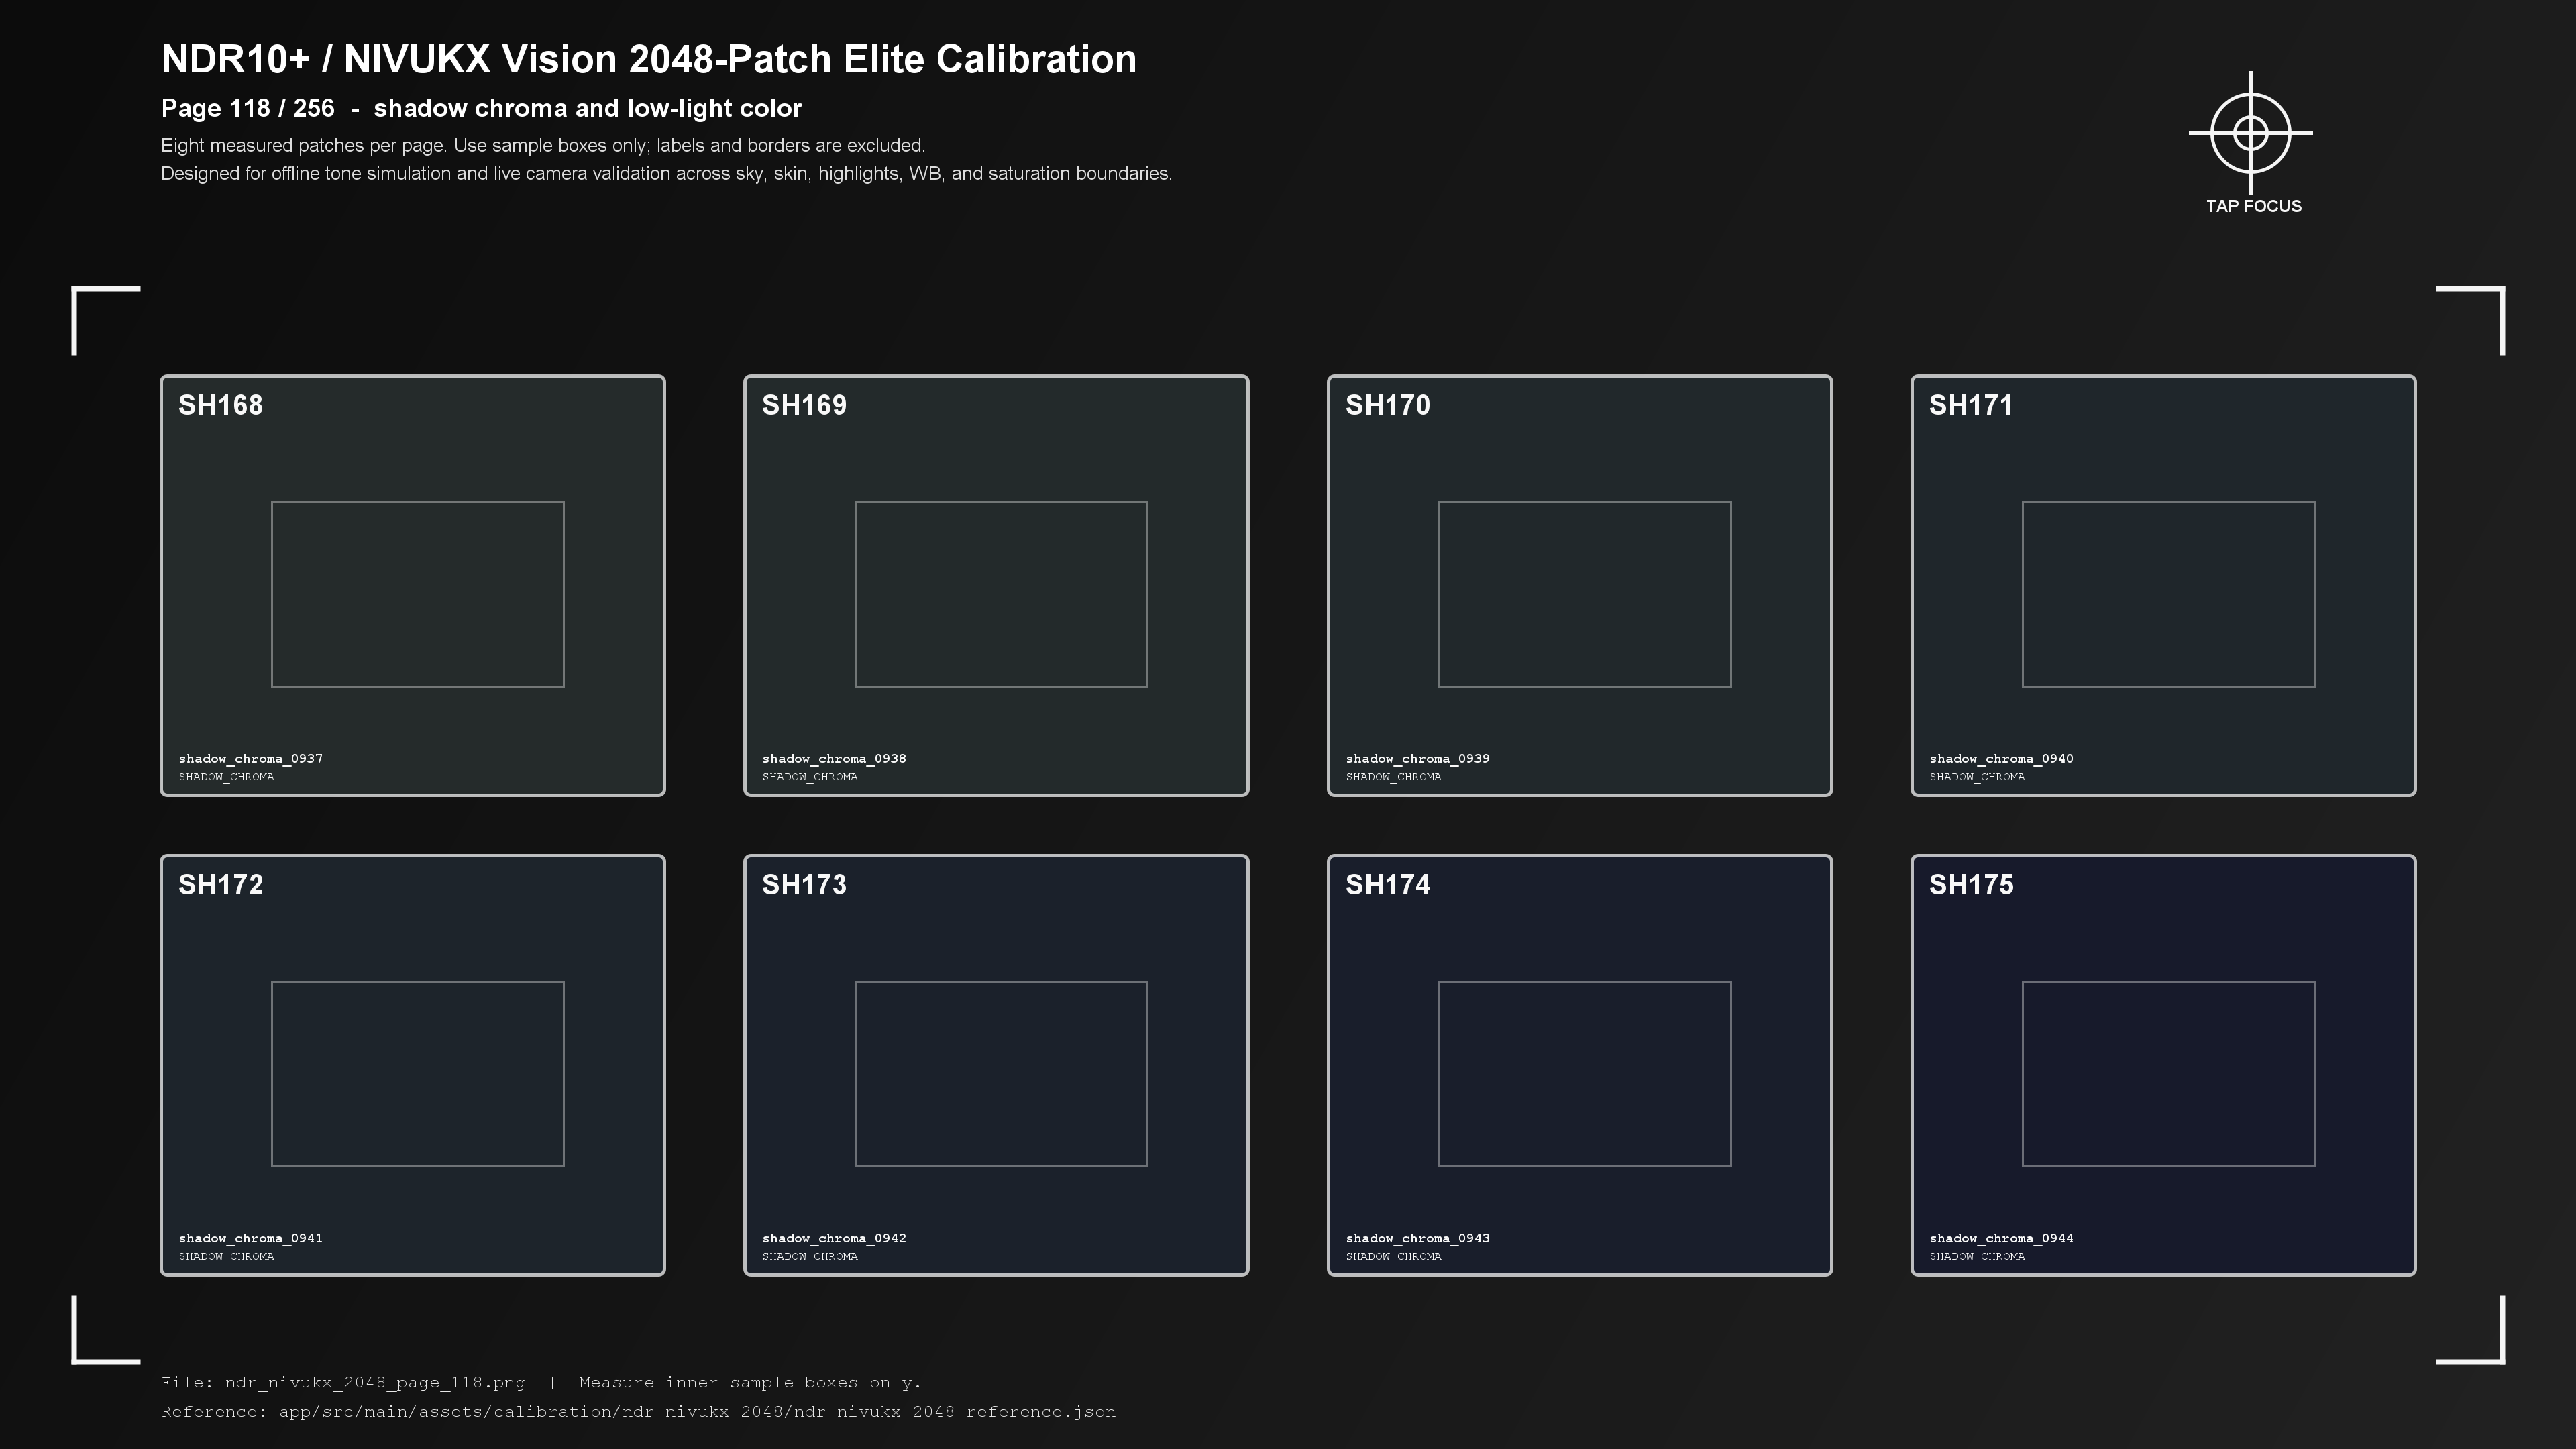 NDR10+ / NIVUKX Vision 2048-Patch Elite Calibration
Page 118 / 256 - shadow chroma and low-light color
Eight measured patches per page. Use sample boxes only; labels and borders are excluded.
Designed for offline tone simulation and live camera validation across sky, skin, highlights, WB, and saturation boundaries.
TAP FOCUS
SH168
shadow_chroma_0937
SHADOW_CHROMA
SH169
shadow_chroma_0938
SHADOW_CHROMA
SH170
shadow_chroma_0939
SHADOW_CHROMA
SH171
shadow_chroma_0940
SHADOW_CHROMA
SH172
shadow_chroma_0941
SHADOW_CHROMA
SH173
shadow_chroma_0942
SHADOW_CHROMA
SH174
shadow_chroma_0943
SHADOW_CHROMA
SH175
shadow_chroma_0944
SHADOW_CHROMA
File: ndr_nivukx_2048_page_118.png | Measure inner sample boxes only.
Reference: app/src/main/assets/calibration/ndr_nivukx_2048/ndr_nivukx_2048_reference.json